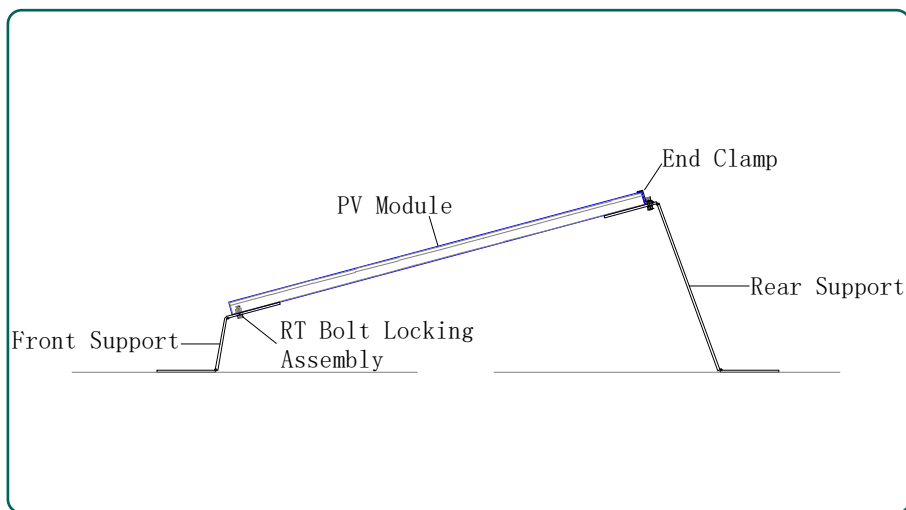 End Clamp
PV Module
Rear Support
RT Bolt Locking
Assembly
Front Support